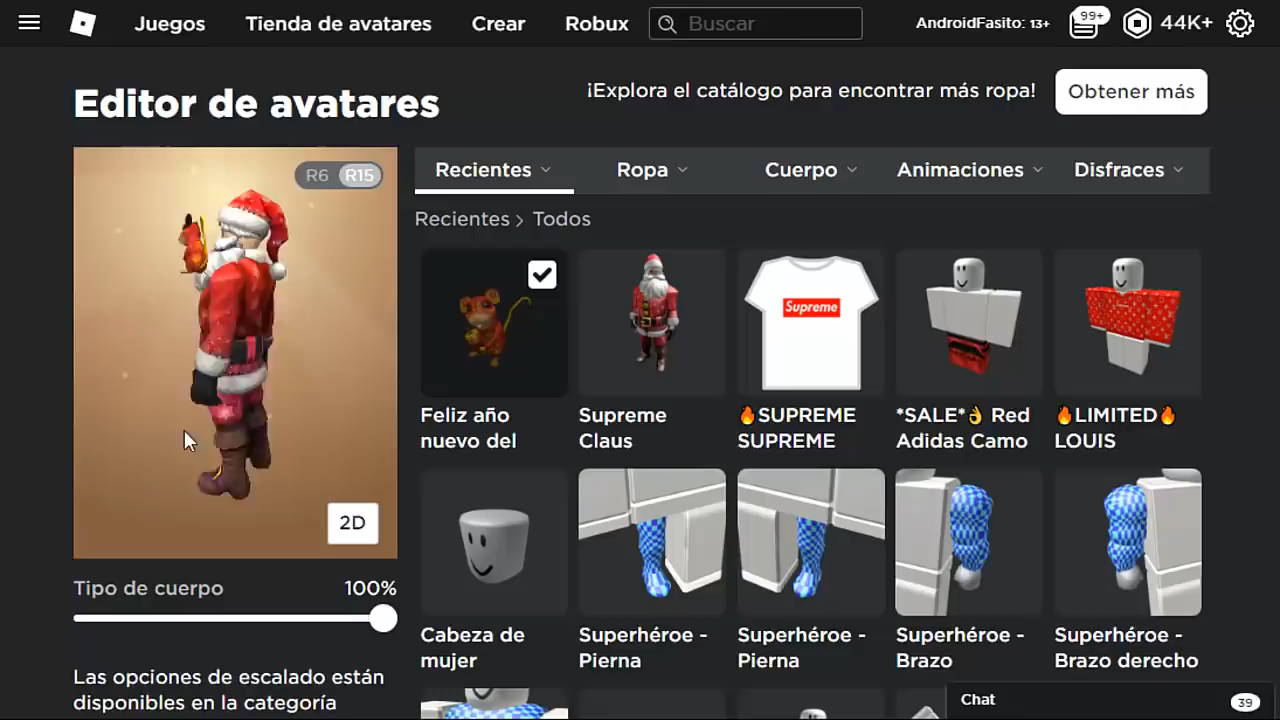 Juegos Tienda de avatares Crear Robux Buscar AndroidFasito: 13+ 99+ 44K+
Editor de avatares
¡Explora el catálogo para encontrar más ropa! Obtener más
R6 R15
2D
Tipo de cuerpo 100%
Las opciones de escalado están
disponibles en la categoría
Recientes Ropa Cuerpo Animaciones Disfraces
Recientes > Todos
Supreme
Feliz año
nuevo del
Supreme
Claus
🔥SUPREME
SUPREME
*SALE*👌 Red
Adidas Camo
🔥LIMITED🔥
LOUIS
Cabeza de
mujer
Superhéroe -
Pierna
Superhéroe -
Pierna
Superhéroe -
Brazo
Superhéroe -
Brazo derecho
Chat 39